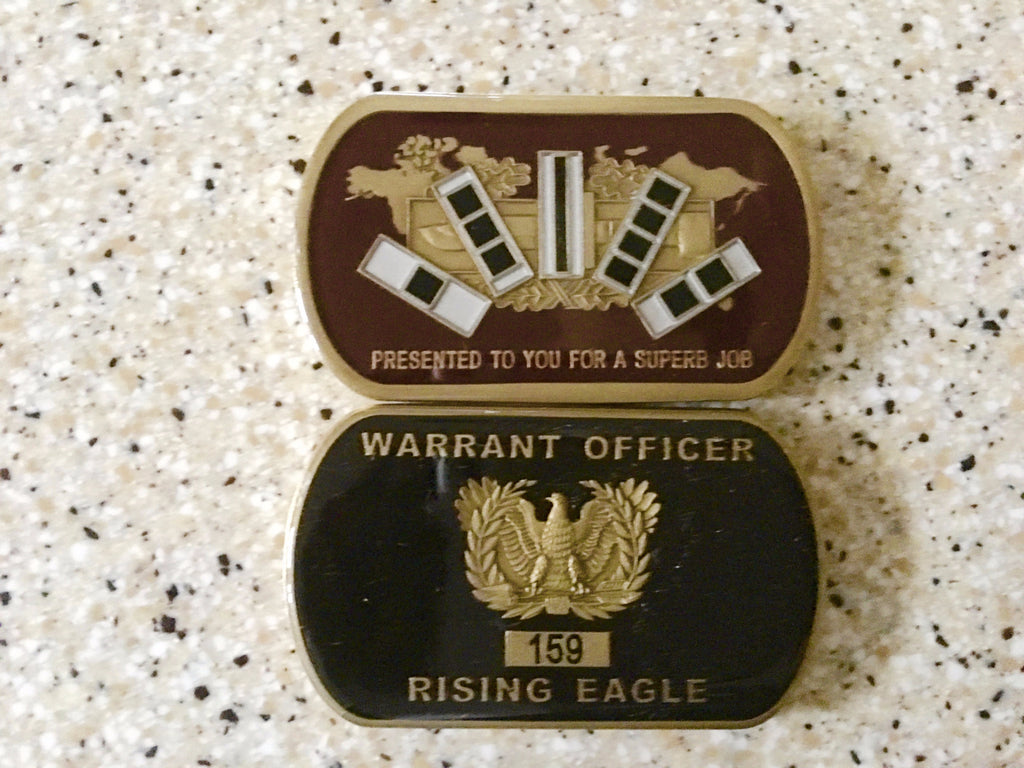 PRESENTED TO YOU FOR A SUPERB JOB
WARRANT OFFICER
159
RISING EAGLE